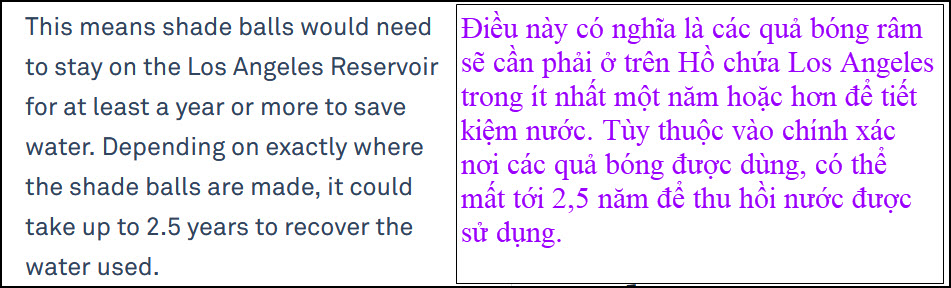 This means shade balls would need
to stay on the Los Angeles Reservoir
for at least a year or more to save
water. Depending on exactly where
the shade balls are made, it could
take up to 2.5 years to recover the
water used.
Điều này có nghĩa là các quả bóng râm
sẽ cần phải ở trên Hồ chứa Los Angeles
trong ít nhất một năm hoặc hơn để tiết
kiệm nước. Tùy thuộc vào chính xác
nơi các quả bóng được dùng, có thể
mất tới 2,5 năm để thu hồi nước được
sử dụng.